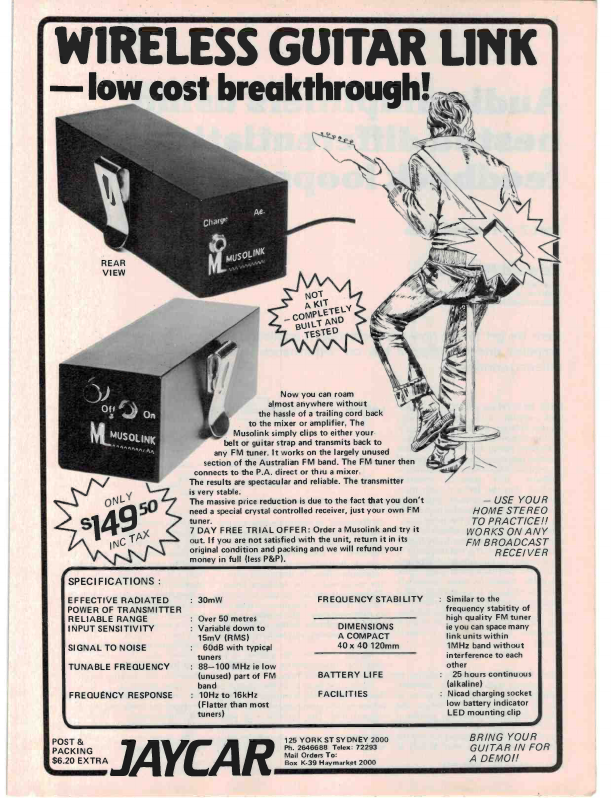 WIRELESS GUITAR LINK
—low cost breakthrough!
Charge
Ae.
MUSOLINK
REAR
VIEW
NOT
A KIT
– COMPLETELY
BUILT AND
TESTED
Off
On
MUSOLINK
Now you can roam
almost anywhere without
the hassle of a trailing cord back
to the mixer or amplifier, The
Musolink simply clips to either your
belt or guitar strap and transmits back to
any FM tuner. It works on the largely unused
section of the Australian FM band. The FM tuner then
connects to the P.A. direct or thru a mixer.
The results are spectacular and reliable. The transmitter
is very stable.
The massive price reduction is due to the fact that you don't
need a special crystal controlled receiver, just your own FM
tuner.
7 DAY FREE TRIAL OFFER: Order a Musolink and try it
out. If you are not satisfied with the unit, return it in its
original condition and packing and we will refund your
money in full (less P&P).
ONLY
$149.50
INC TAX
– USE YOUR
HOME STEREO
TO PRACTICE!!
WORKS ON ANY
FM BROADCAST
RECEIVER
SPECIFICATIONS :
EFFECTIVE RADIATED
POWER OF TRANSMITTER : 30mW
RELIABLE RANGE : Over 50 metres
INPUT SENSITIVITY : Variable down to
15mV (RMS)
SIGNAL TO NOISE : 60dB with typical
tuners
TUNABLE FREQUENCY : 88–100 MHz ie low
(unused) part of FM
band
FREQUENCY RESPONSE : 10Hz to 16kHz
(Flatter than most
tuners)
FREQUENCY STABILITY : Similar to the
frequency stabitity of
high quality FM tuner
ie you can space many
link units within
1MHz band without
interference to each
other
DIMENSIONS
A COMPACT
40 x 40 120mm
BATTERY LIFE : 25 hours continuous
(alkaline)
FACILITIES : Nicad charging socket
low battery indicator
LED mounting clip
POST &
PACKING
$6.20 EXTRA
JAYCAR
125 YORK ST SYDNEY 2000
Ph. 2646688 Telex: 72293
Mail Orders To:
Box K-39 Haymarket 2000
BRING YOUR
GUITAR IN FOR
A DEMO!!